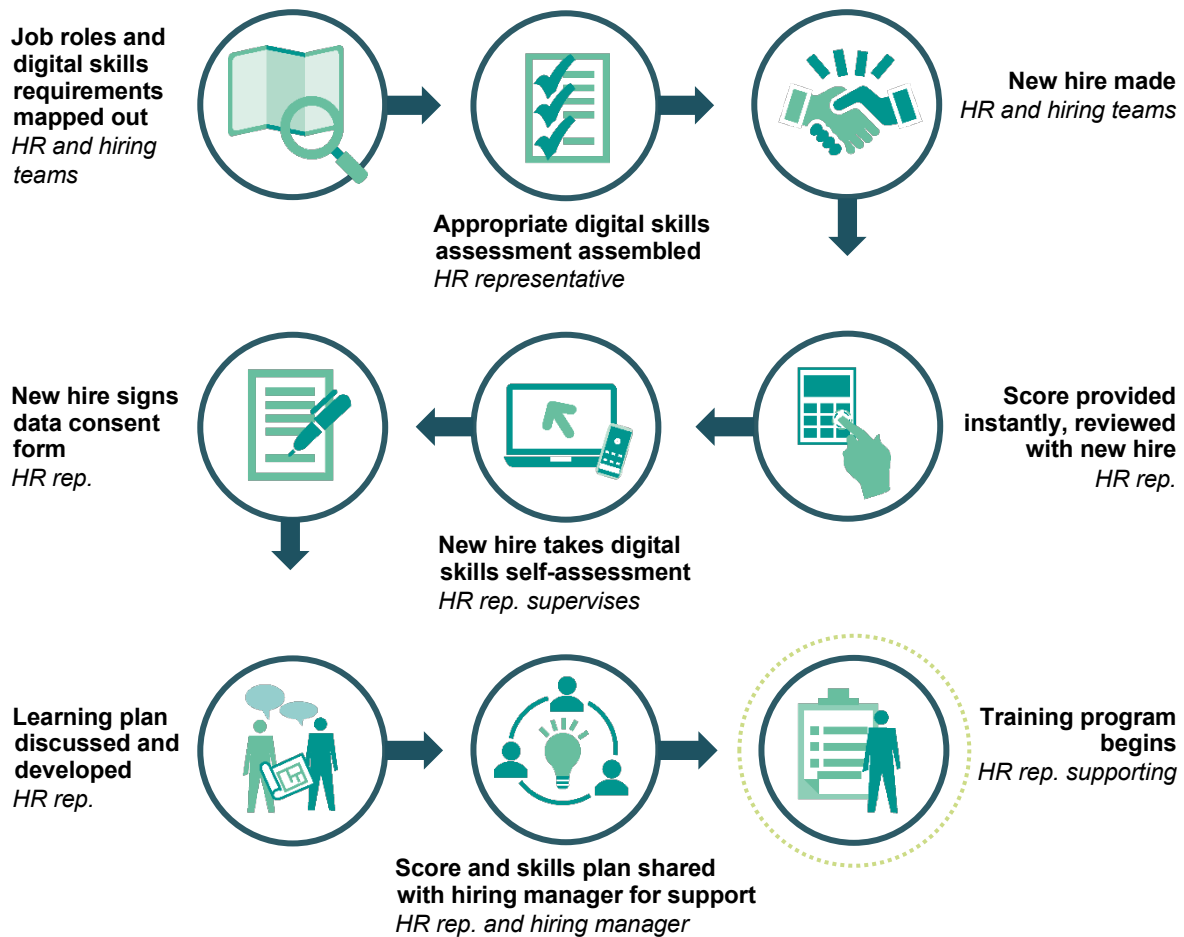 Job roles and
digital skills
requirements
mapped out
HR and hiring
teams
Appropriate digital skills
assessment assembled
HR representative
New hire made
HR and hiring teams
New hire signs
data consent
form
HR rep.
New hire takes digital
skills self-assessment
HR rep. supervises
Score provided
instantly, reviewed
with new hire
HR rep.
Learning plan
discussed and
developed
HR rep.
Score and skills plan shared
with hiring manager for support
HR rep. and hiring manager
Training program
begins
HR rep. supporting